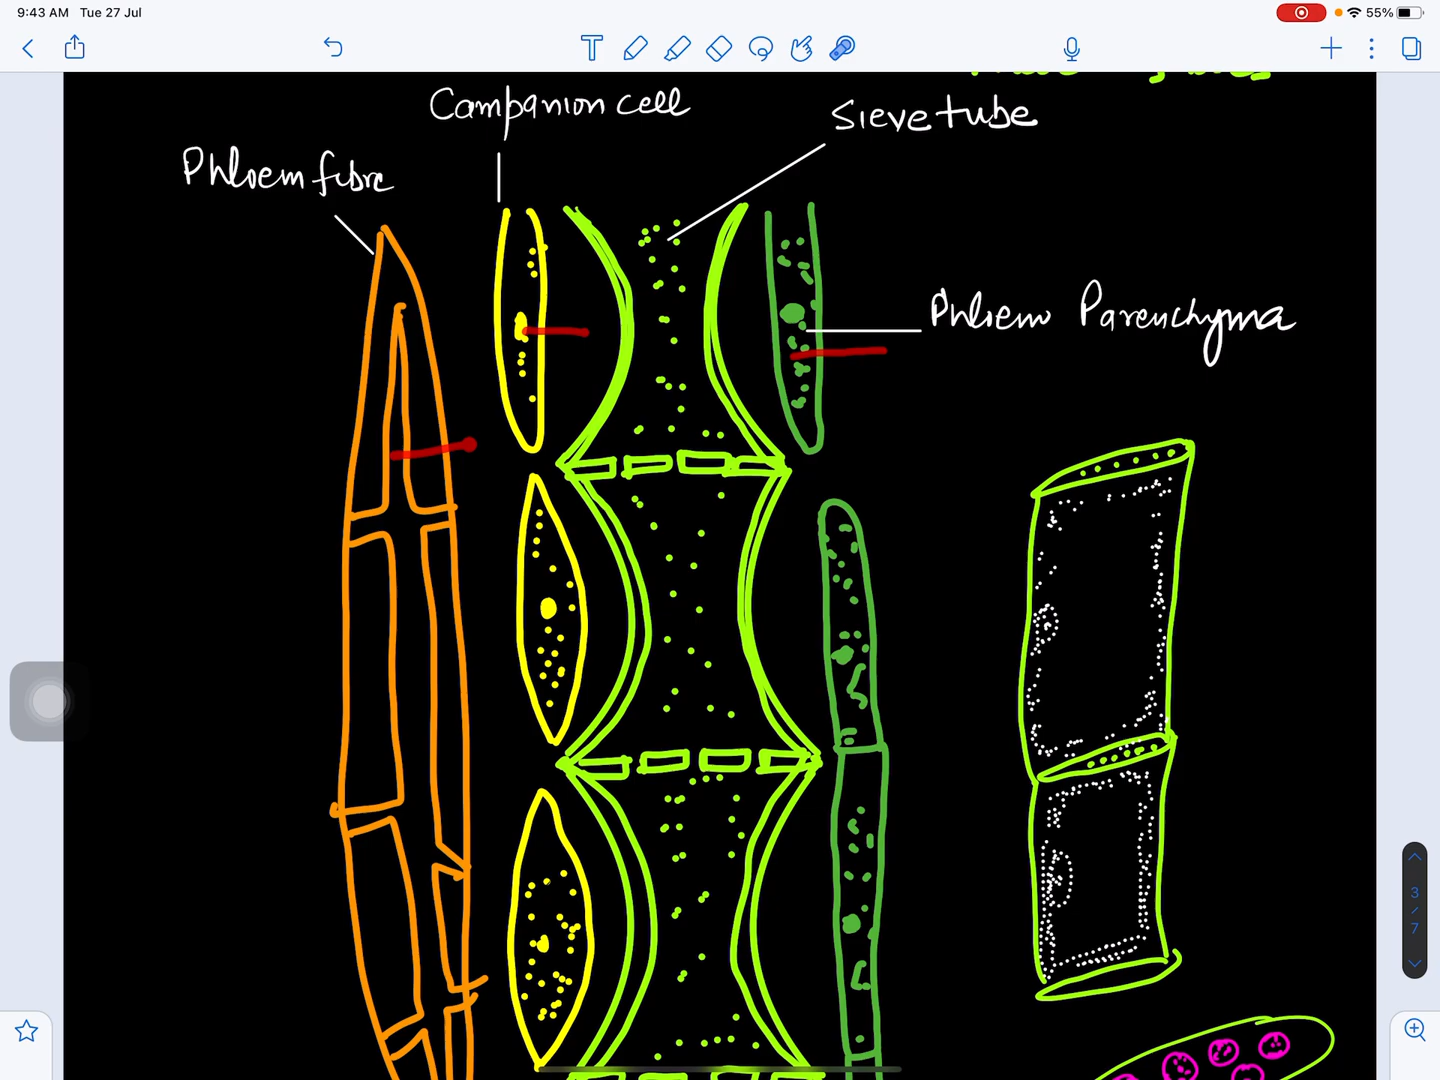 9:43 AM Tue 27 Jul
55%
Companion cell
Sieve tube
Phloem fibre
Phloem Parenchyma
3
/
7